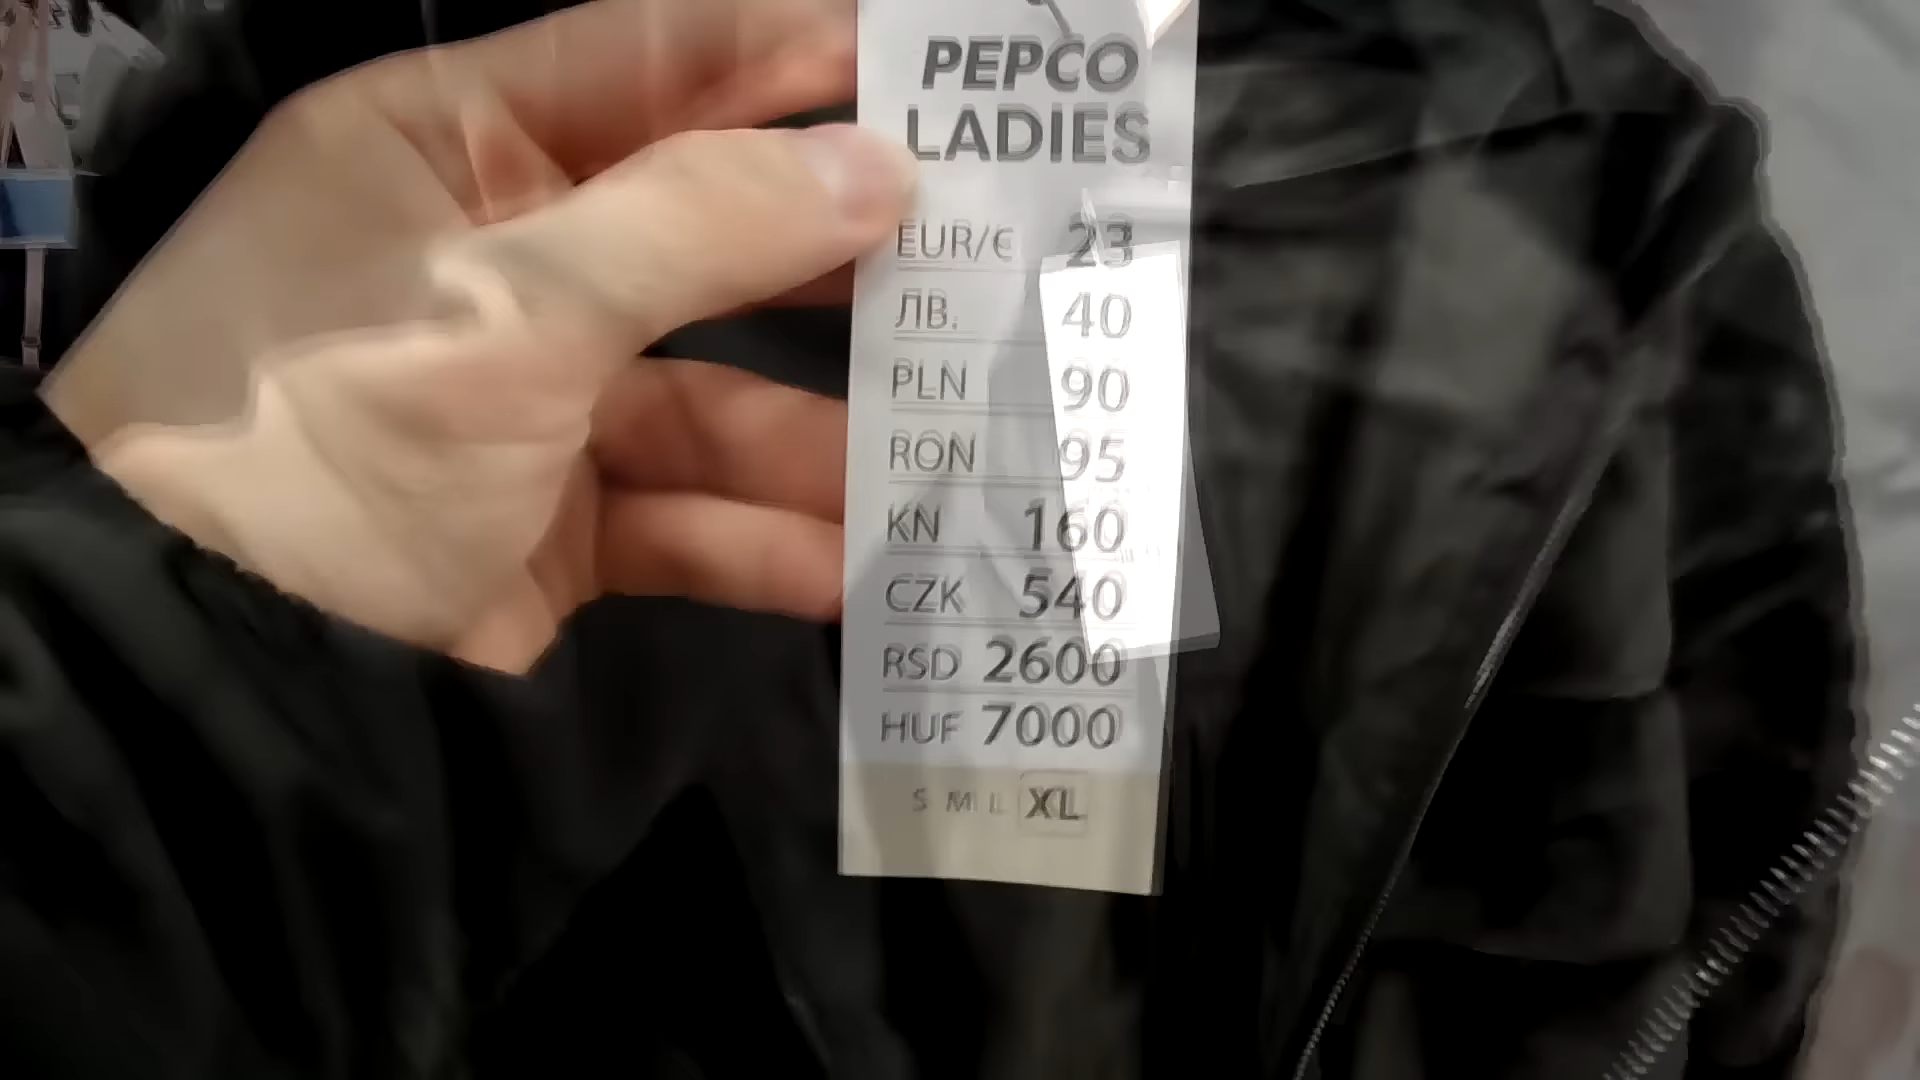 PEPCO
LADIES
EUR/€ 23
ЛВ. 40
PLN 90
RON 95
KN 160
CZK 540
RSD 2600
HUF 7000
S M L XL